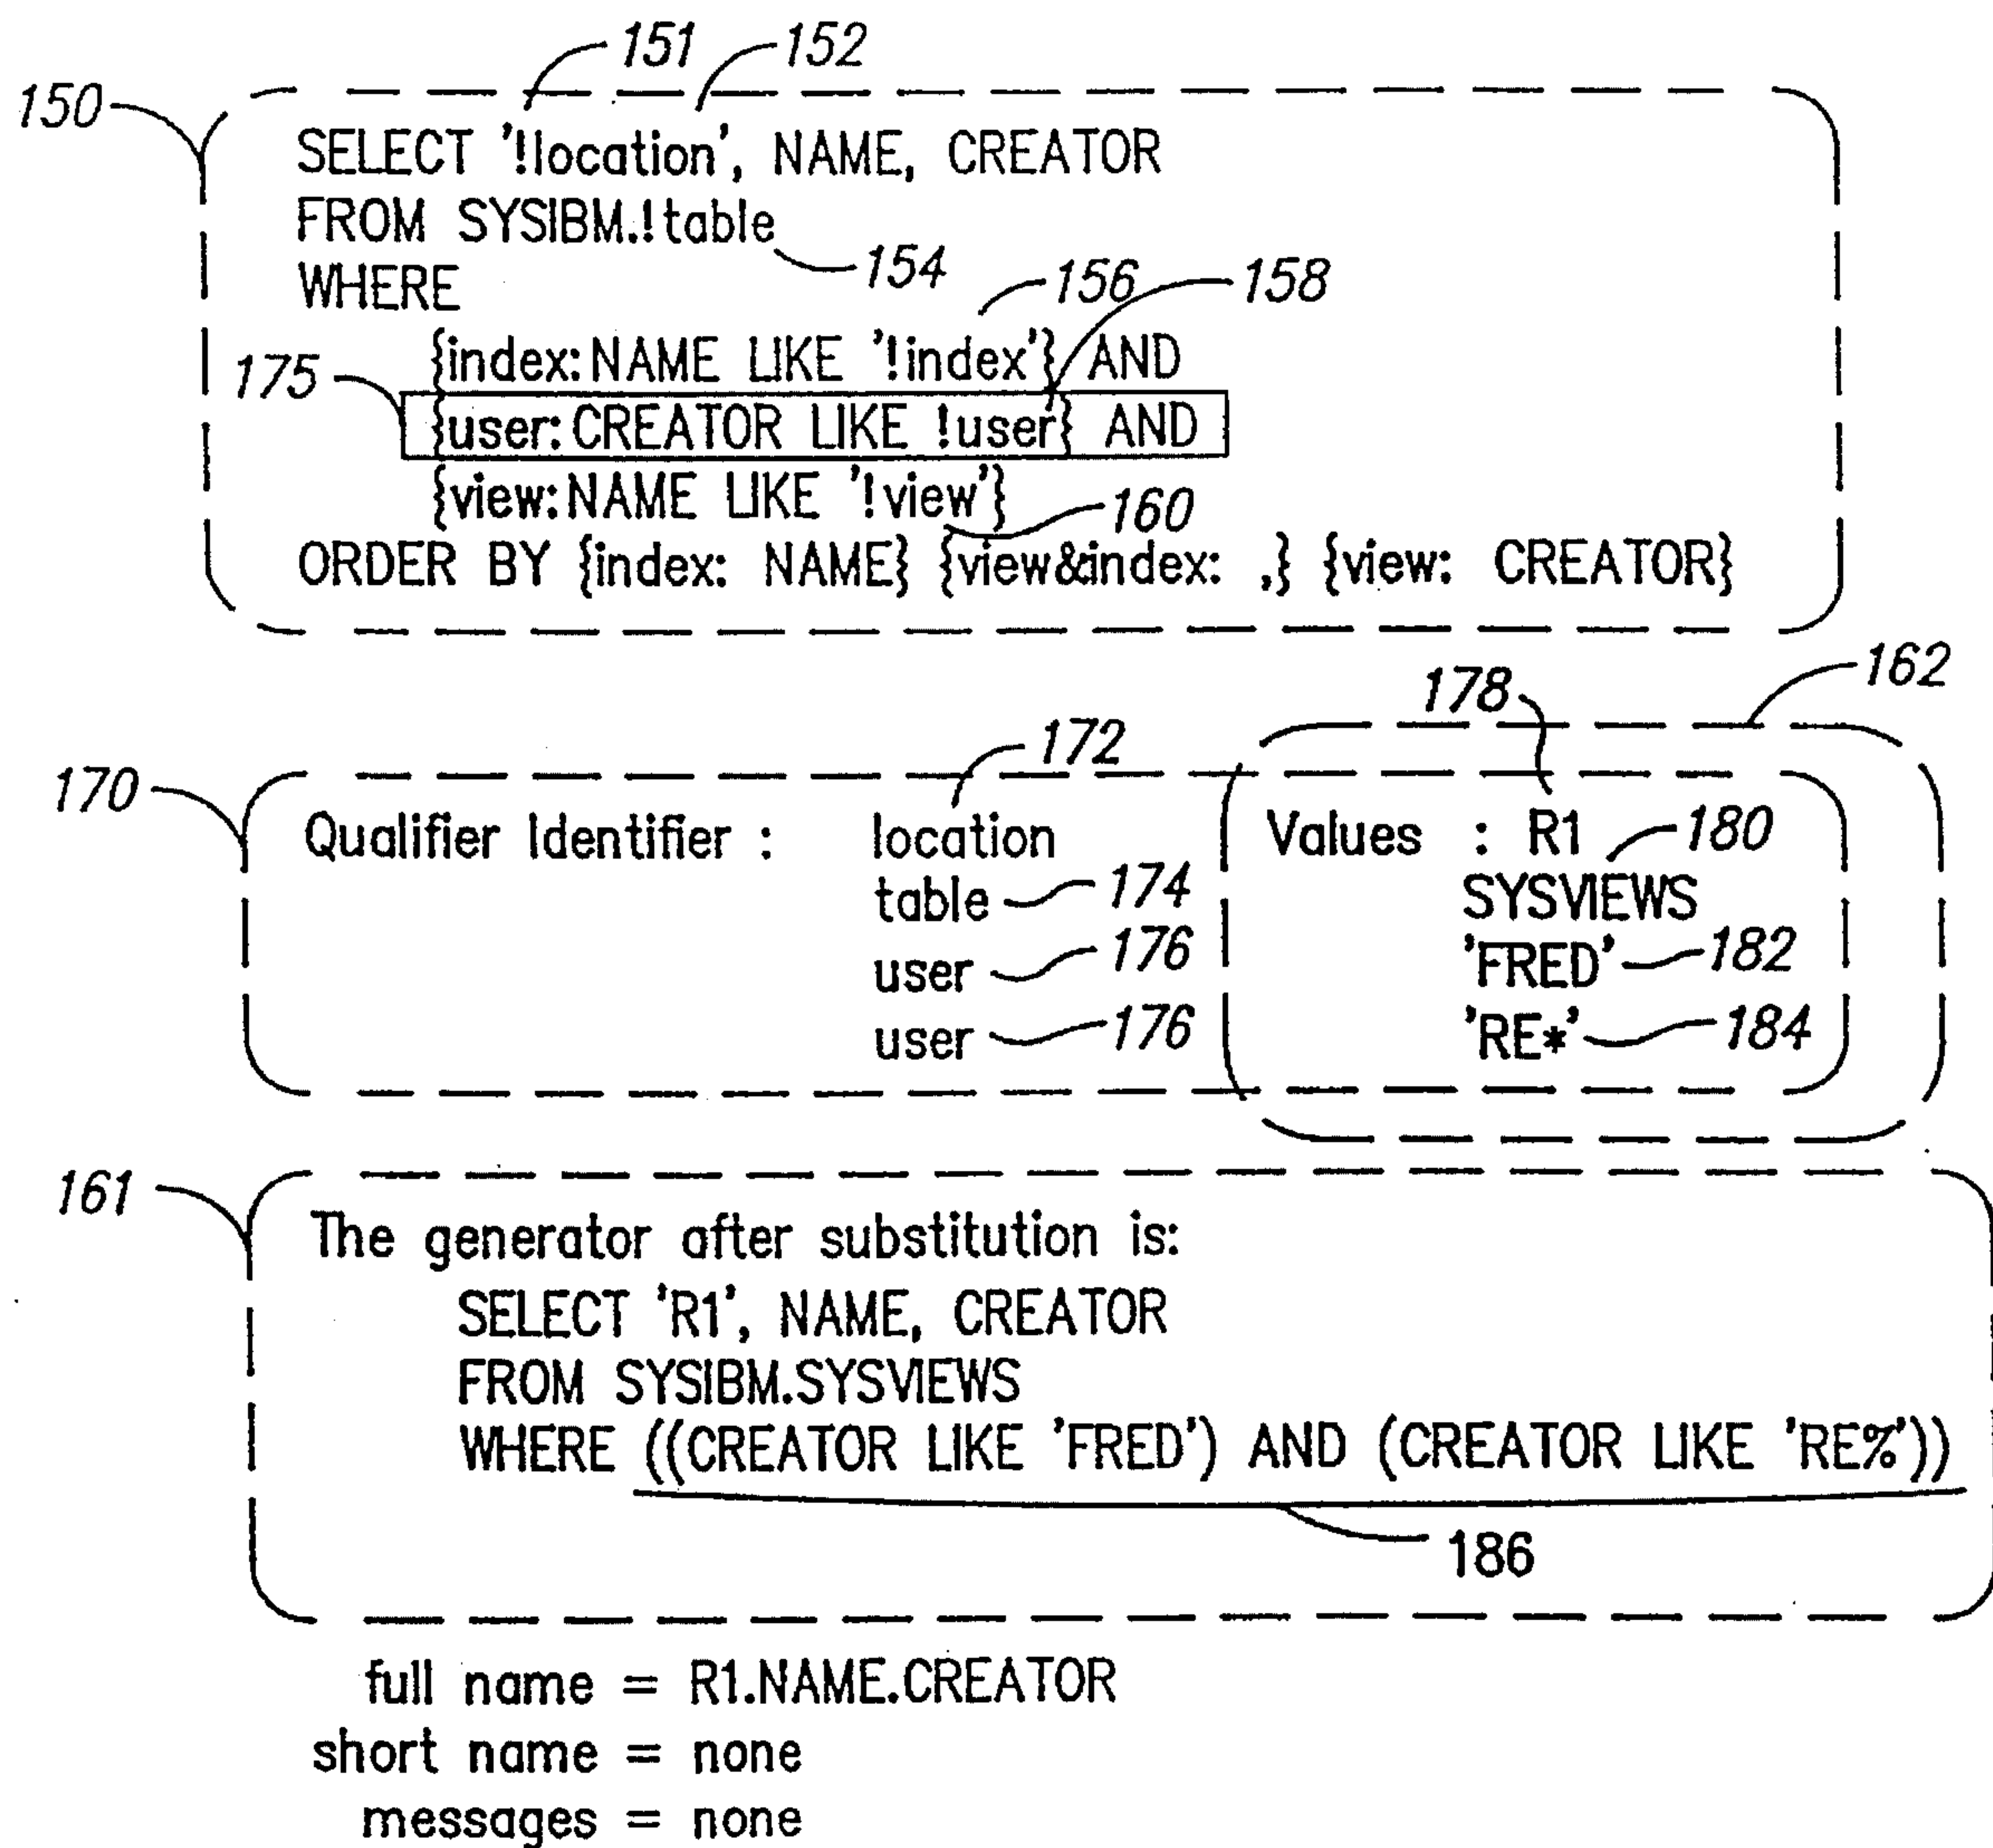 151 152
150
SELECT '!location', NAME, CREATOR
FROM SYSIBM.!table
154
WHERE
156 158
{index:NAME LIKE '!index'} AND
175
{user:CREATOR LIKE !user} AND
{view:NAME LIKE '!view'}
160
ORDER BY {index: NAME} {view&index: ,} {view: CREATOR}
162
178
172
170
Qualifier Identifier : location Values : R1
180
table 174 SYSVIEWS
user 176 'FRED' 182
user 176 'RE*' 184
161
The generator after substitution is:
SELECT 'R1', NAME, CREATOR
FROM SYSIBM.SYSVIEWS
WHERE ((CREATOR LIKE 'FRED') AND (CREATOR LIKE 'RE%'))
186
full name = R1.NAME.CREATOR
short name = none
messages = none